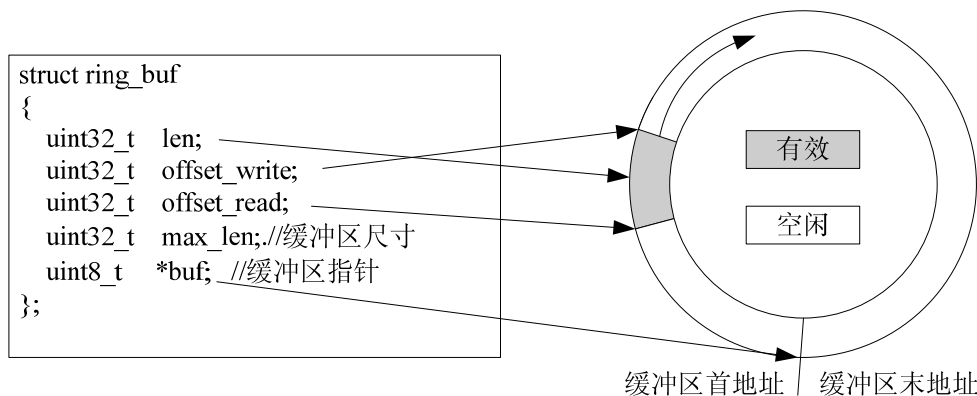 struct ring_buf
{
uint32_t len;
uint32_t offset_write;
uint32_t offset_read;
uint32_t max_len;.//缓冲区尺寸
uint8_t *buf; //缓冲区指针
};
有效
空闲
缓冲区首地址
缓冲区末地址